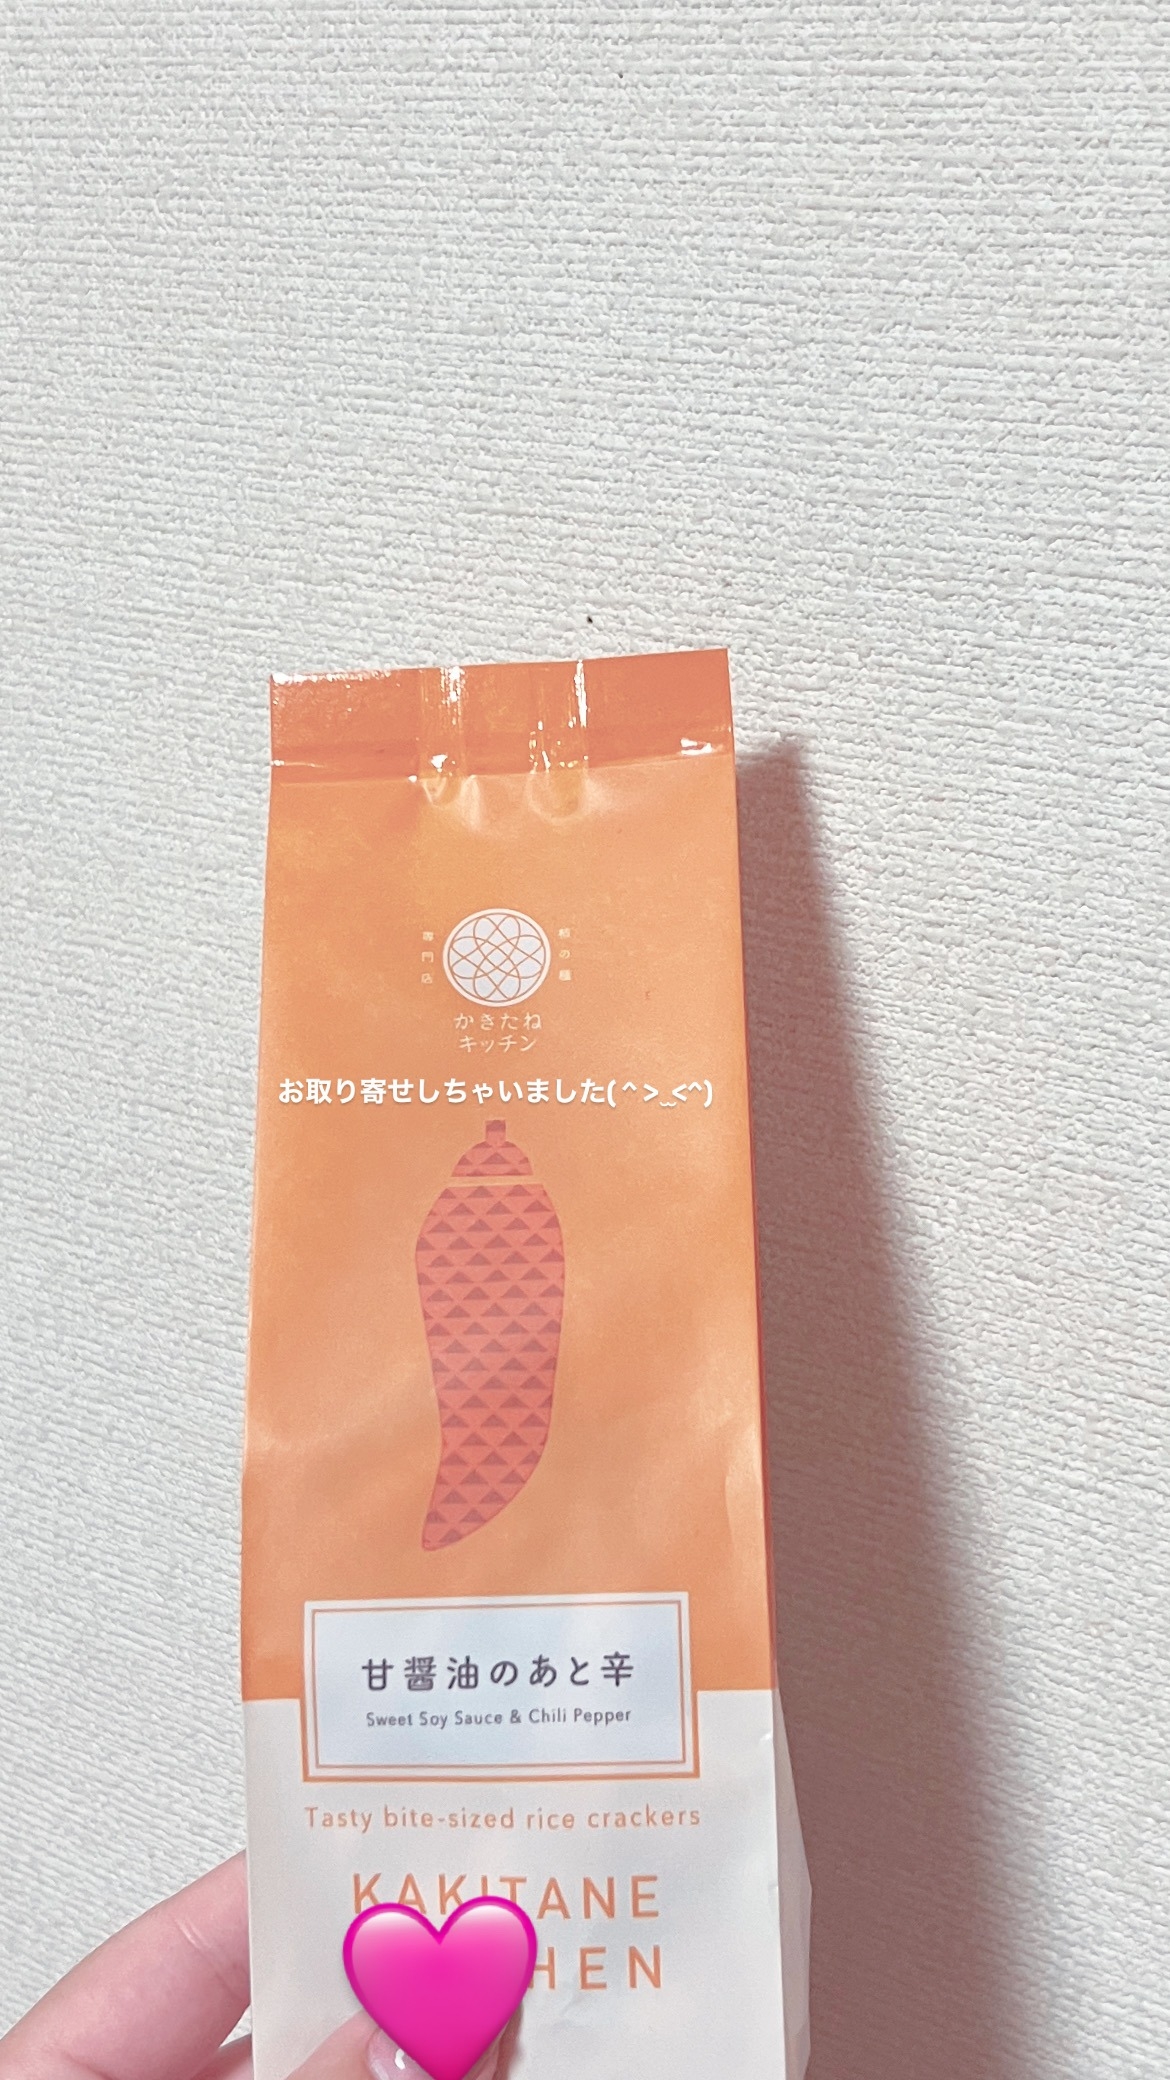 柿の種
専門店
かきたね
キッチン
お取り寄せしちゃいました(^>_<^)
甘醤油のあと辛
Sweet Soy Sauce & Chili Pepper
Tasty bite-sized rice crackers
KAKITANE
HEN